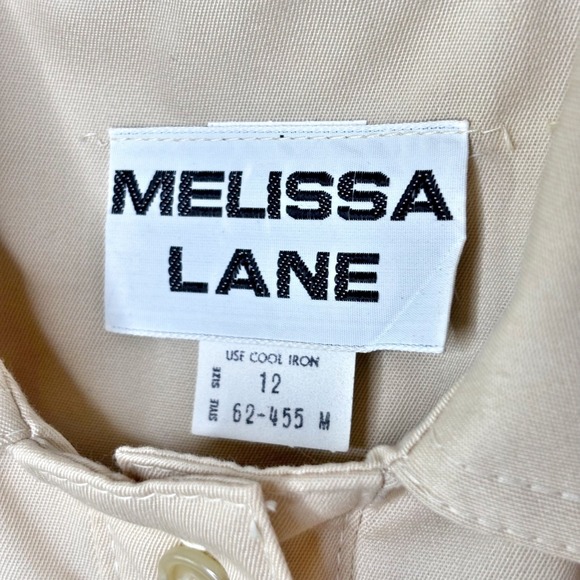 MELISSA
LANE
USE COOL IRON
SIZE 12
STYLE 62-455 M